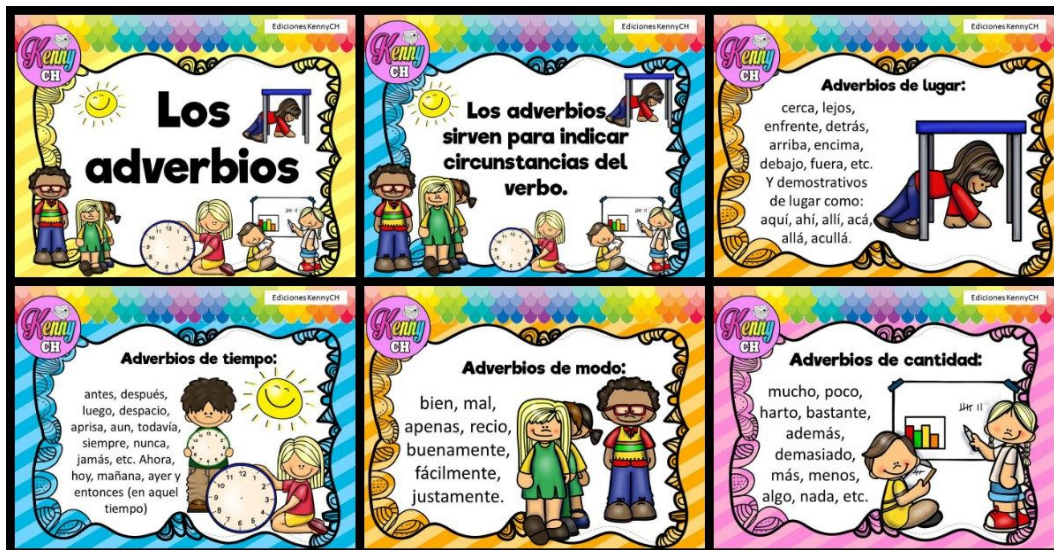 Ediciones KennyCH
Kenny
CH
Los
adverbios
Ediciones KennyCH
Kenny
CH
Los adverbios
sirven para indicar
circunstancias del
verbo.
Ediciones KennyCH
Kenny
CH
Adverbios de lugar:
cerca, lejos,
enfrente, detrás,
arriba, encima,
debajo, fuera, etc.
Y demostrativos
de lugar como:
aquí, ahí, allí, acá,
allá, acullá.
Ediciones KennyCH
Kenny
CH
Adverbios de tiempo:
antes, después,
luego, despacio,
aprisa, aun, todavía,
siempre, nunca,
jamás, etc. Ahora,
hoy, mañana, ayer y
entonces (en aquel
tiempo)
Ediciones KennyCH
Kenny
CH
Adverbios de modo:
bien, mal,
apenas, recio,
buenamente,
fácilmente,
justamente.
Ediciones KennyCH
Kenny
CH
Adverbios de cantidad:
mucho, poco,
harto, bastante,
además,
demasiado,
más, menos,
algo, nada, etc.